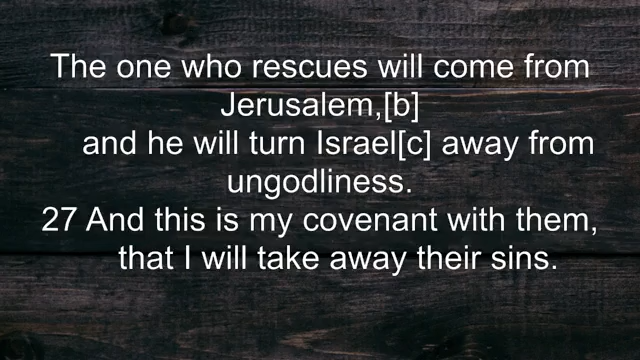 The one who rescues will come from
Jerusalem,[b]
and he will turn Israel[c] away from
ungodliness.
27 And this is my covenant with them,
that I will take away their sins.